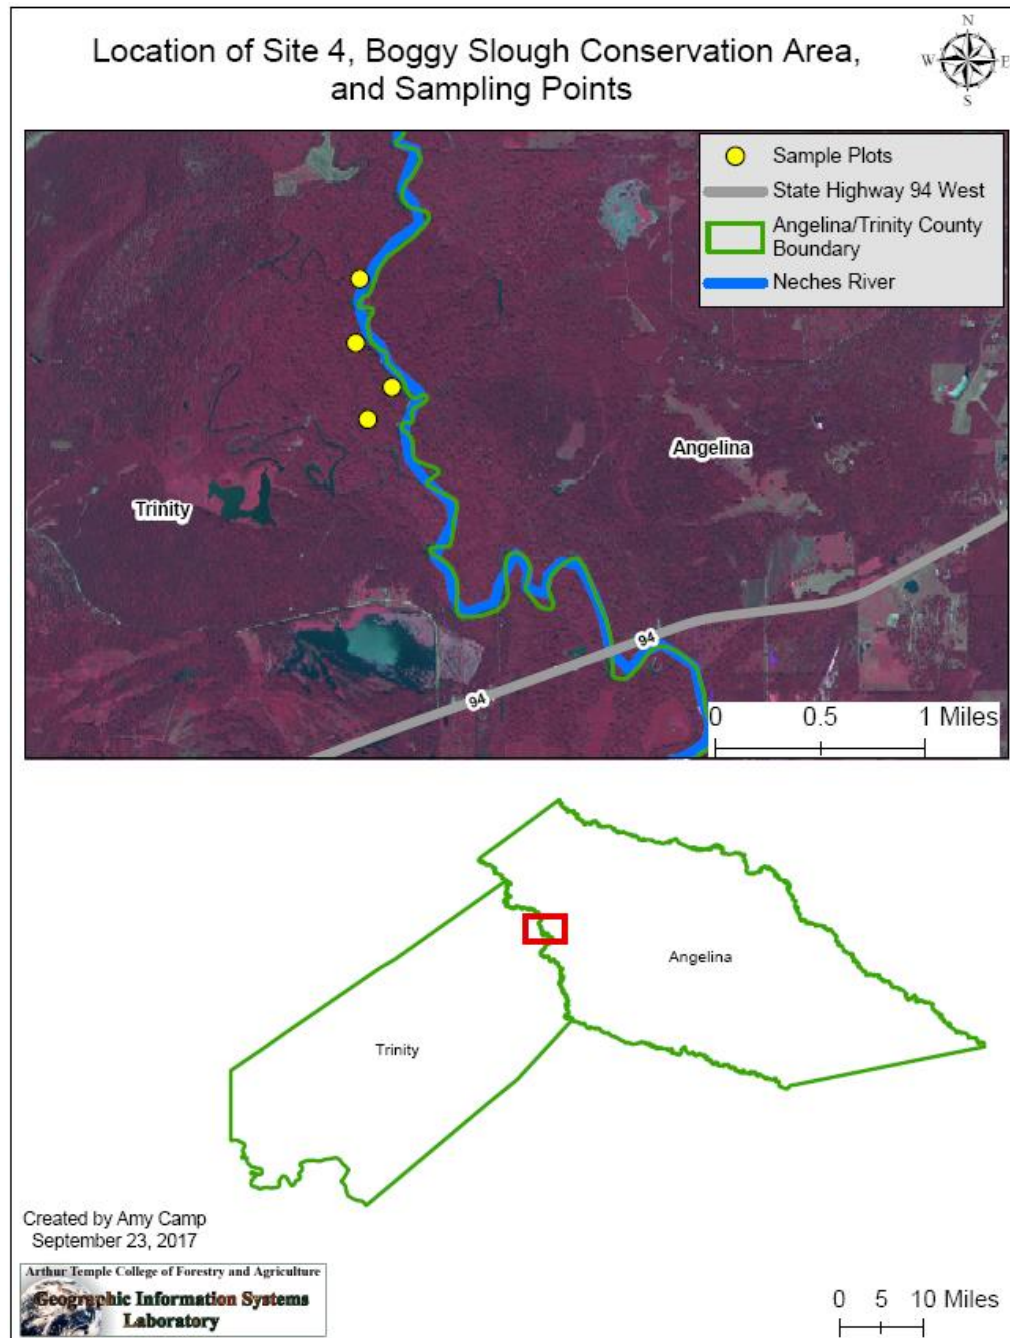 Location of Site 4, Boggy Slough Conservation Area,
and Sampling Points
N
W
E
S
Sample Plots
State Highway 94 West
Angelina/Trinity County
Boundary
Neches River
Angelina
Trinity
94
94
0 0.5 1 Miles
Angelina
Trinity
Created by Amy Camp
September 23, 2017
Arthur Temple College of Forestry and Agriculture
Geographic Information Systems
Laboratory
0 5 10 Miles